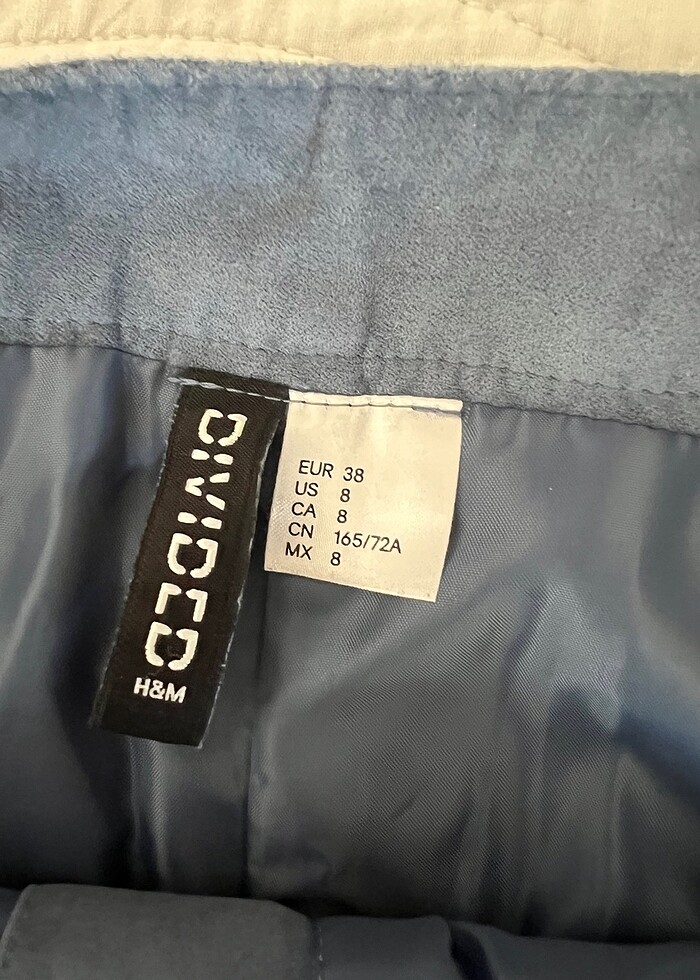 DIVIDED
H&M
EUR 38
US 8
CA 8
CN 165/72A
MX 8